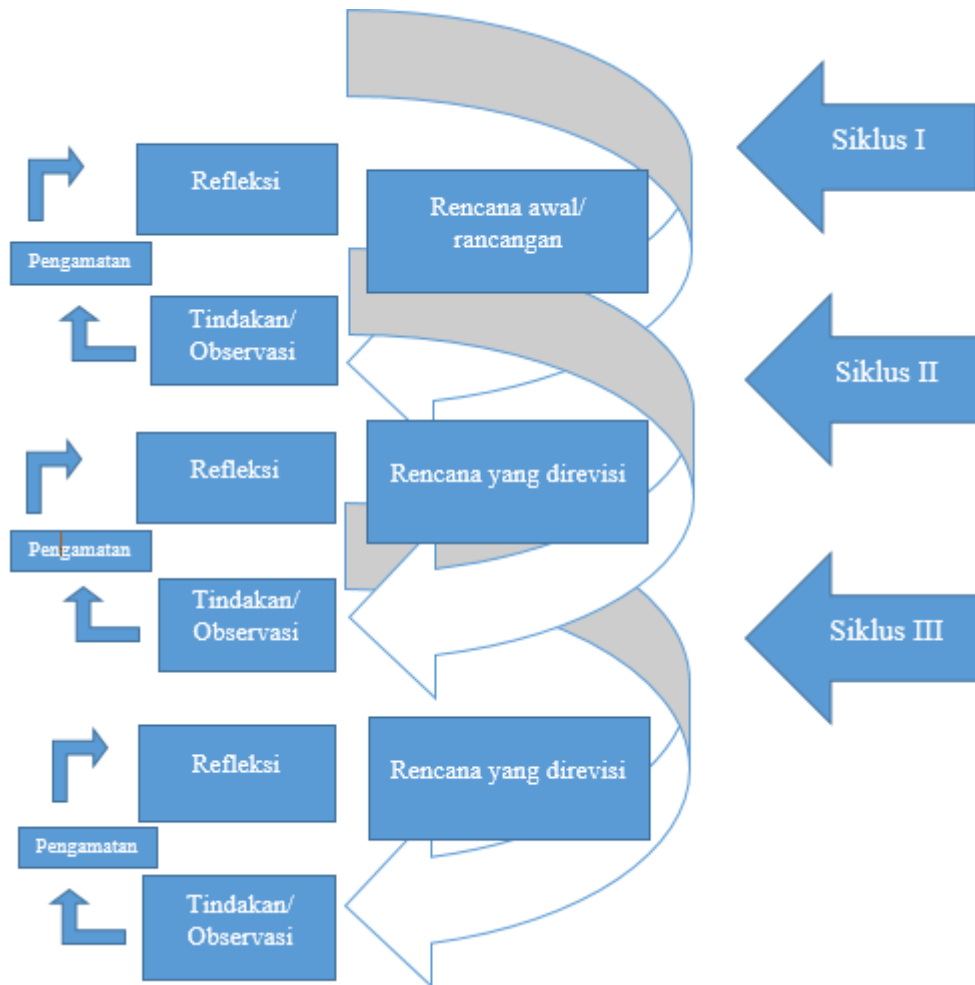 Siklus I
Refleksi
Rencana awal/
rancangan
Pengamatan
Tindakan/
Observasi
Siklus II
Refleksi
Rencana yang direvisi
Pengamatan
Tindakan/
Observasi
Siklus III
Refleksi
Rencana yang direvisi
Pengamatan
Tindakan/
Observasi